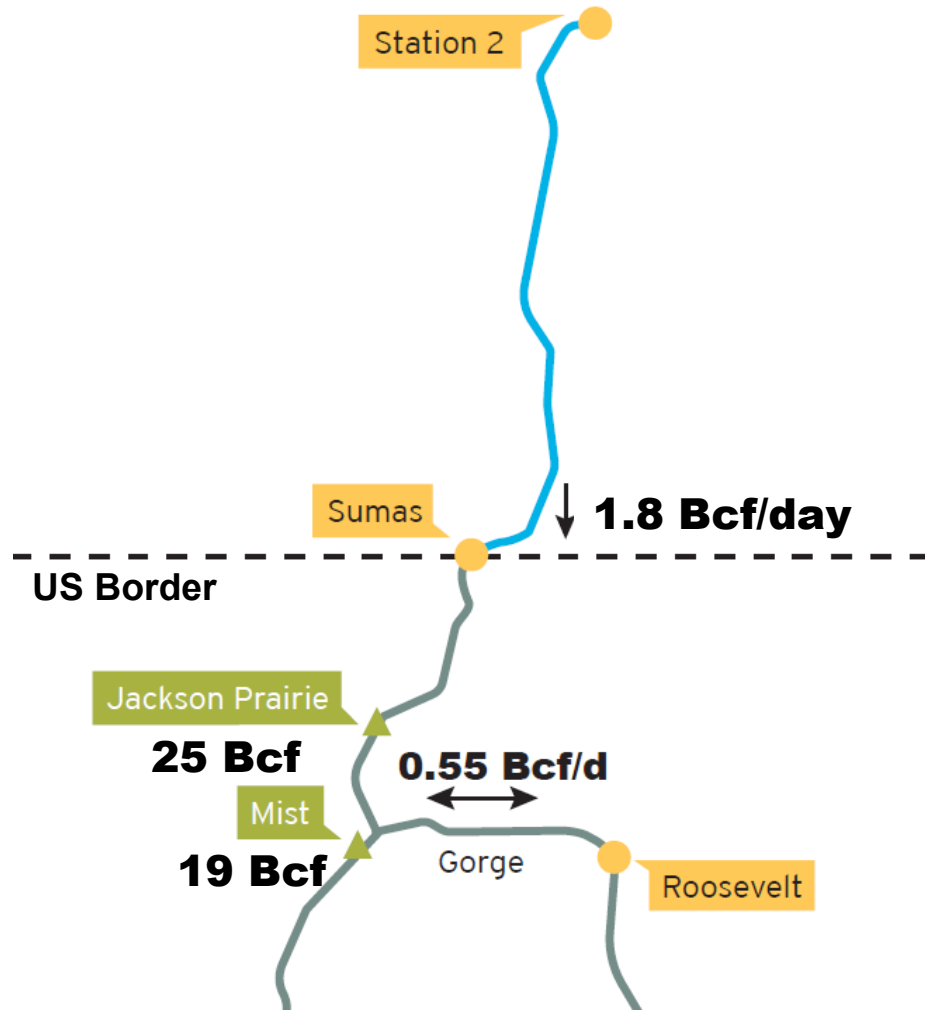 Station 2
Sumas
1.8 Bcf/day
US Border
Jackson Prairie
25 Bcf
0.55 Bcf/d
Mist
19 Bcf
Gorge
Roosevelt